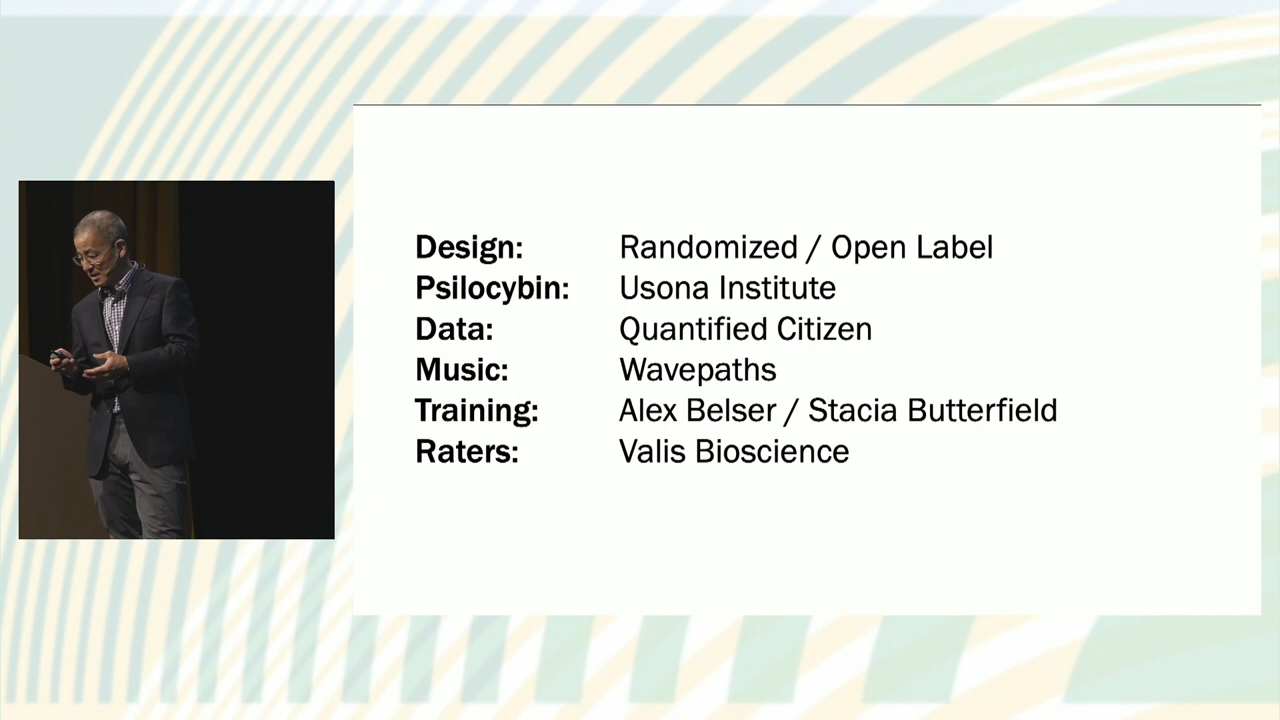 Design: Randomized / Open Label
Psilocybin: Usona Institute
Data: Quantified Citizen
Music: Wavepaths
Training: Alex Belser / Stacia Butterfield
Raters: Valis Bioscience